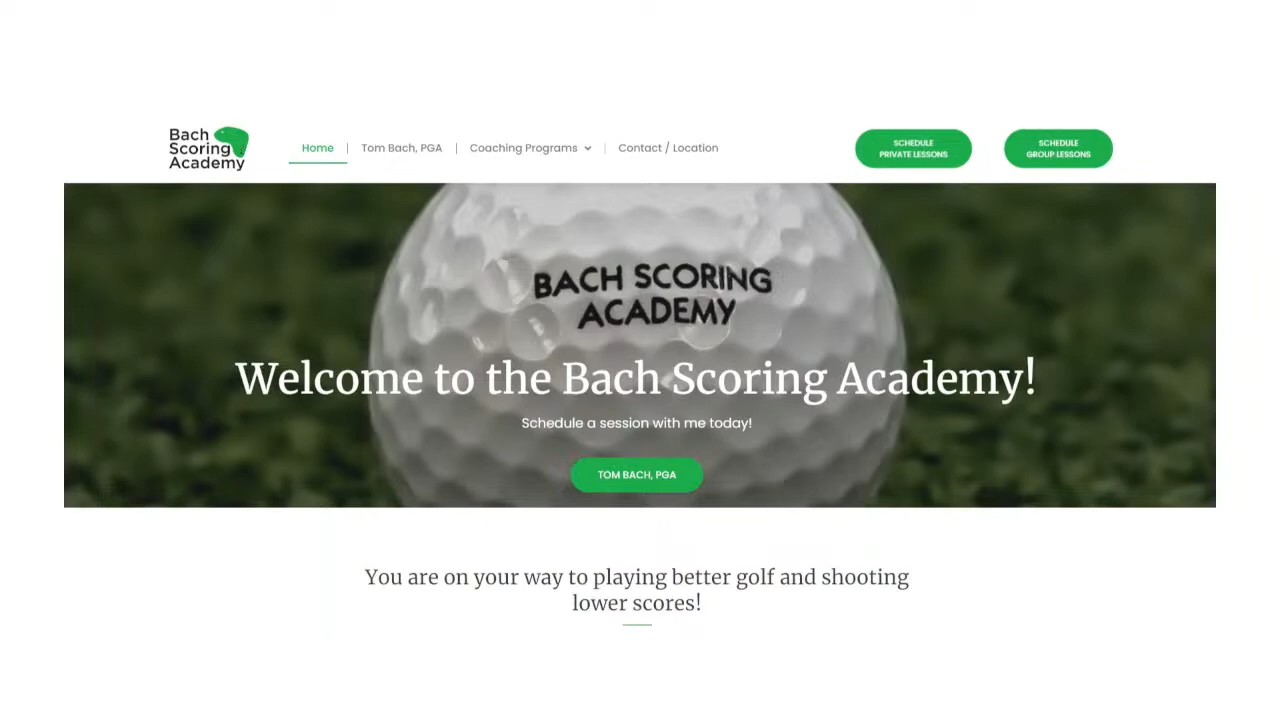 Bach
Scoring
Academy
Home
Tom Bach, PGA
Coaching Programs
Contact / Location
SCHEDULE
PRIVATE LESSONS
SCHEDULE
GROUP LESSONS
BACH SCORING
ACADEMY
Welcome to the Bach Scoring Academy!
Schedule a session with me today!
TOM BACH, PGA
You are on your way to playing better golf and shooting
lower scores!